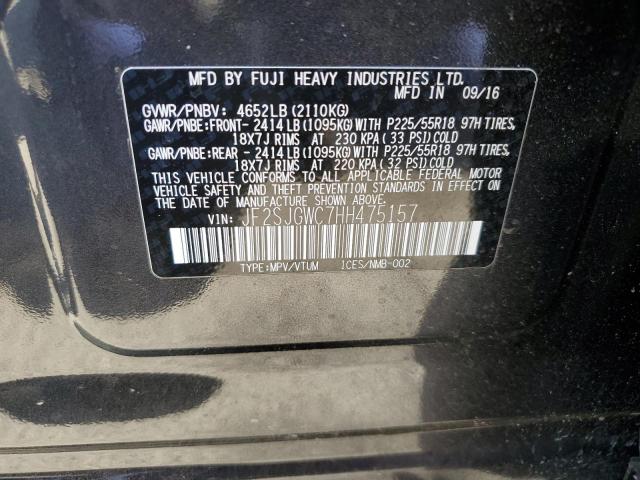 MFD BY FUJI HEAVY INDUSTRIES LTD.
MFD IN 09/16
GVWR/PNBV: 4652LB (2110KG)
GAWR/PNBE:FRONT- 2414LB (1095KG) WITH P225/55R18 97H TIRES,
18X7J RIMS AT 230 KPA (33 PSI) COLD
GAWR/PNBE:REAR - 2414LB (1095KG) WITH P225/55R18 97H TIRES,
18X7J RIMS AT 220 KPA (32 PSI) COLD
THIS VEHICLE CONFORMS TO ALL APPLICABLE FEDERAL MOTOR
VEHICLE SAFETY AND THEFT PREVENTION STANDARDS IN EFFECT ON
THE DATE OF MANUFACTURE SHOWN ABOVE.
VIN: JF2SJGWC7HH475157
TYPE:MPV/VTUM ICES/NMB-002